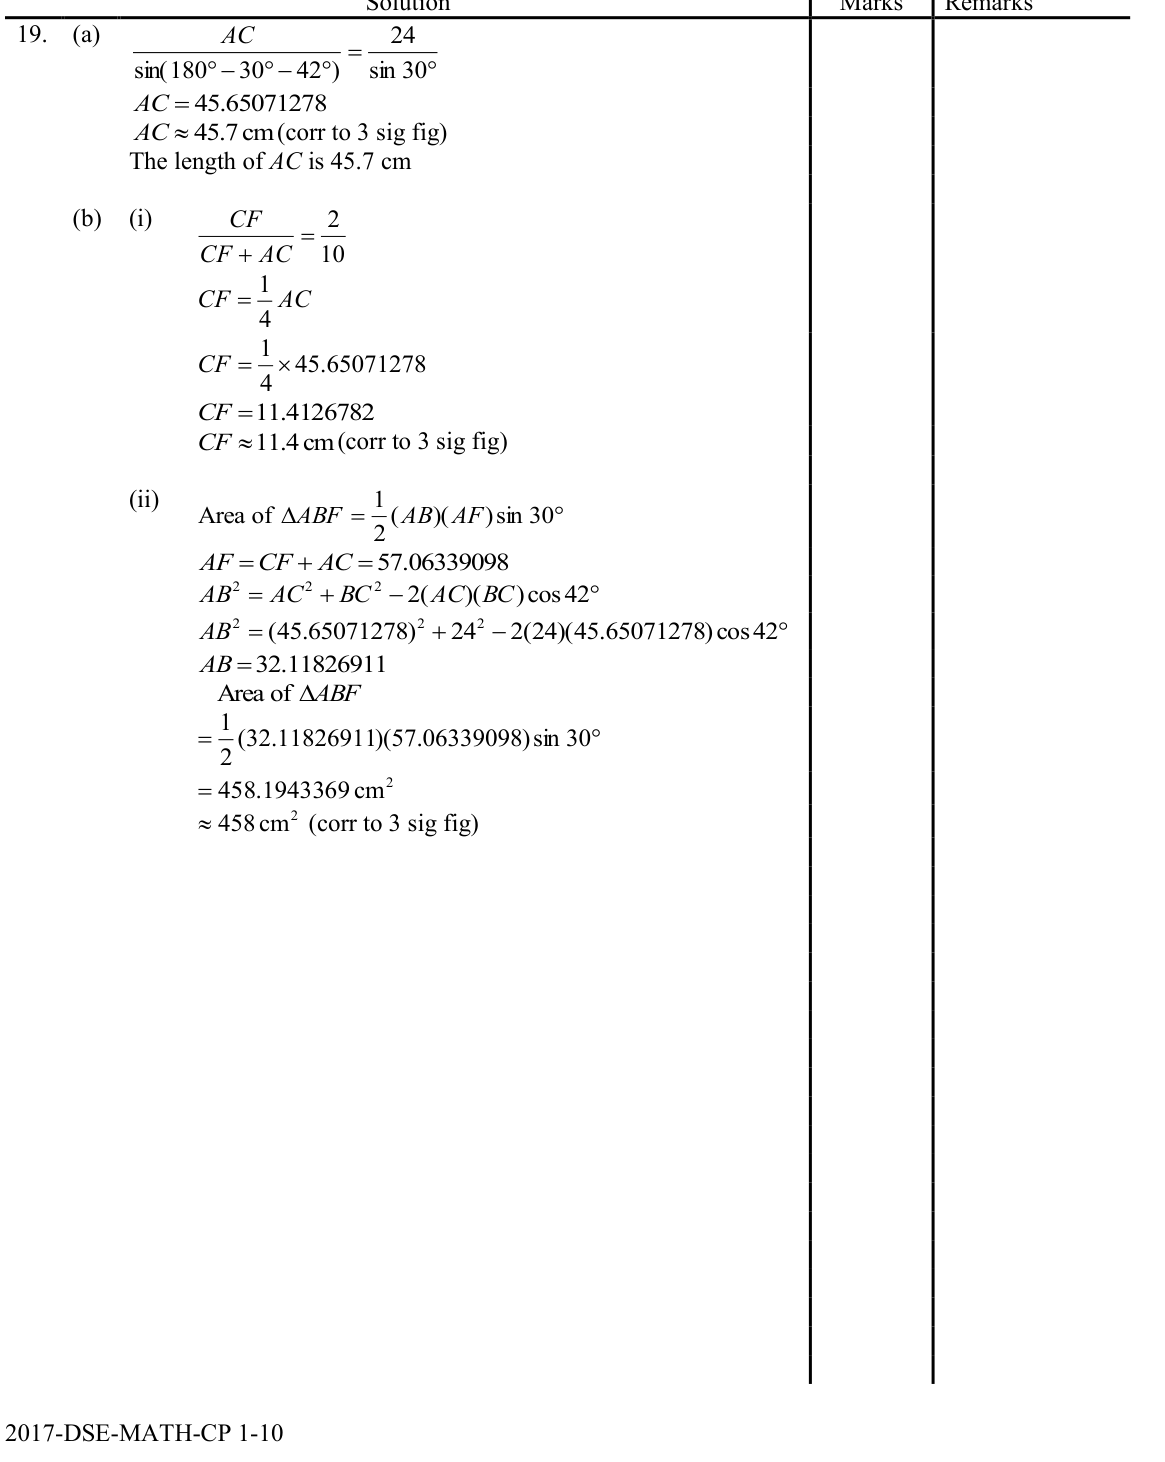 Solution Marks Remarks
19. (a) AC / sin(180° − 30° − 42°) = 24 / sin 30°
AC = 45.65071278
AC ≈ 45.7 cm (corr to 3 sig fig)
The length of AC is 45.7 cm
(b) (i) CF / CF + AC = 2 / 10
CF = 1/4 AC
CF = 1/4 × 45.65071278
CF = 11.4126782
CF ≈ 11.4 cm (corr to 3 sig fig)
(ii) Area of ΔABF = 1/2 (AB)(AF) sin 30°
AF = CF + AC = 57.06339098
AB² = AC² + BC² − 2(AC)(BC) cos 42°
AB² = (45.65071278)² + 24² − 2(24)(45.65071278) cos 42°
AB = 32.11826911
Area of ΔABF
= 1/2 (32.11826911)(57.06339098) sin 30°
= 458.1943369 cm²
≈ 458 cm² (corr to 3 sig fig)
2017-DSE-MATH-CP 1-10